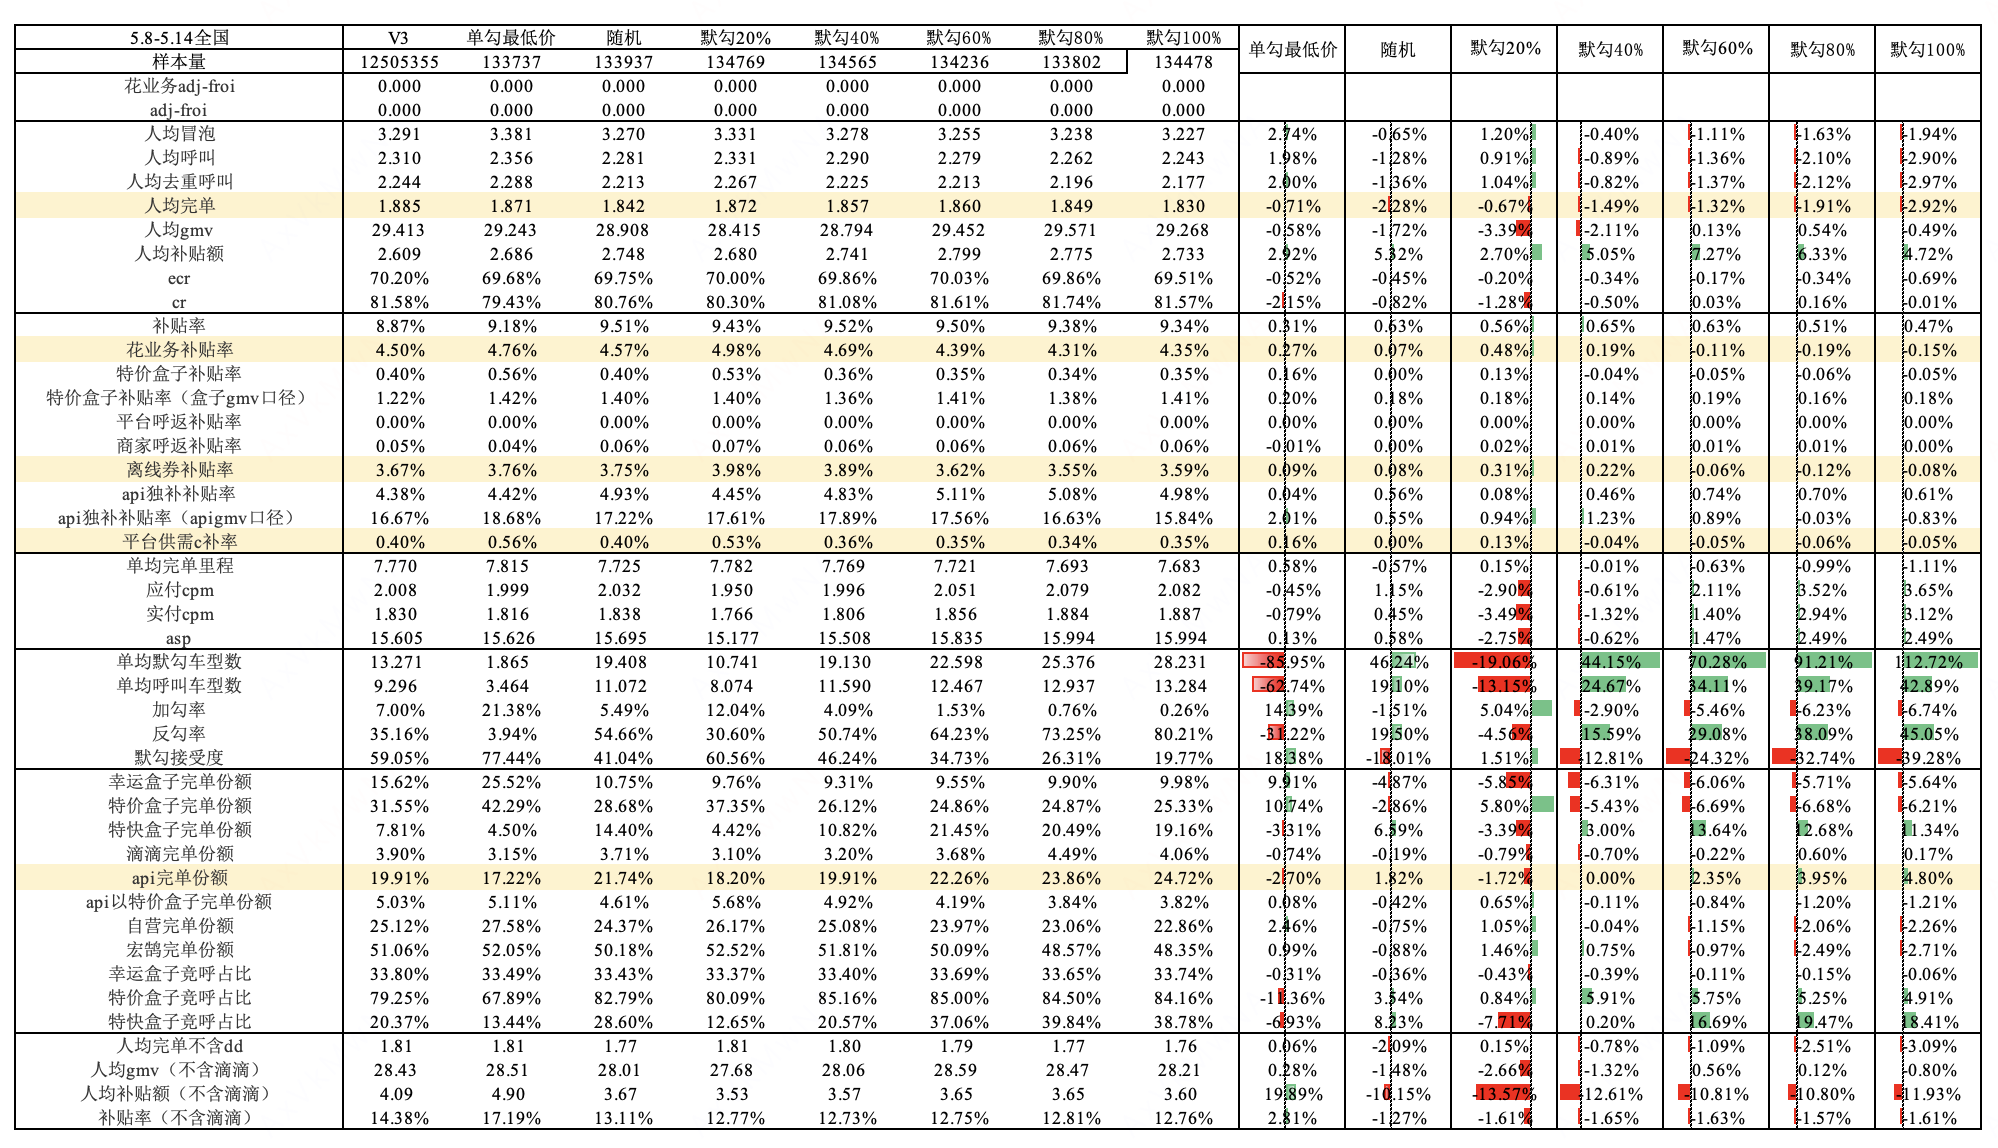 5.8-5.14全国 V3 单勾最低价 随机 默勾20% 默勾40% 默勾60% 默勾80% 默勾100% 单勾最低价 随机 默勾20% 默勾40% 默勾60% 默勾80% 默勾100%
样本量 12505355 133737 133937 134769 134565 134236 133802 134478
花业务adj-froi 0.000 0.000 0.000 0.000 0.000 0.000 0.000 0.000
adj-froi 0.000 0.000 0.000 0.000 0.000 0.000 0.000 0.000
人均冒泡 3.291 3.381 3.270 3.331 3.278 3.255 3.238 3.227 2.74% -0.65% 1.20% -0.40% -1.11% -1.63% -1.94%
人均呼叫 2.310 2.356 2.281 2.331 2.290 2.279 2.262 2.243 1.98% -1.28% 0.91% -0.89% -1.36% -2.10% -2.90%
人均去重呼叫 2.244 2.288 2.213 2.267 2.225 2.213 2.196 2.177 2.00% -1.36% 1.04% -0.82% -1.37% -2.12% -2.97%
人均完单 1.885 1.871 1.842 1.872 1.857 1.860 1.849 1.830 -0.71% -2.28% -0.67% -1.49% -1.32% -1.91% -2.92%
人均gmv 29.413 29.243 28.908 28.415 28.794 29.452 29.571 29.268 -0.58% -1.72% -3.39% -2.11% 0.13% 0.54% -0.49%
人均补贴额 2.609 2.686 2.748 2.680 2.741 2.799 2.775 2.733 2.92% 5.32% 2.70% 5.05% 7.27% 6.33% 4.72%
ecr 70.20% 69.68% 69.75% 70.00% 69.86% 70.03% 69.86% 69.51% -0.52% -0.45% -0.20% -0.34% -0.17% -0.34% -0.69%
cr 81.58% 79.43% 80.76% 80.30% 81.08% 81.61% 81.74% 81.57% -2.15% -0.82% -1.28% -0.50% 0.03% 0.16% -0.01%
补贴率 8.87% 9.18% 9.51% 9.43% 9.52% 9.50% 9.38% 9.34% 0.31% 0.63% 0.56% 0.65% 0.63% 0.51% 0.47%
花业务补贴率 4.50% 4.76% 4.57% 4.98% 4.69% 4.39% 4.31% 4.35% 0.27% 0.07% 0.48% 0.19% -0.11% -0.19% -0.15%
特价盒子补贴率 0.40% 0.56% 0.40% 0.53% 0.36% 0.35% 0.34% 0.35% 0.16% 0.00% 0.13% -0.04% -0.05% -0.06% -0.05%
特价盒子补贴率（盒子gmv口径） 1.22% 1.42% 1.40% 1.40% 1.36% 1.41% 1.38% 1.41% 0.20% 0.18% 0.18% 0.14% 0.19% 0.16% 0.18%
平台呼返补贴率 0.00% 0.00% 0.00% 0.00% 0.00% 0.00% 0.00% 0.00% 0.00% 0.00% 0.00% 0.00% 0.00% 0.00% 0.00%
商家呼返补贴率 0.05% 0.04% 0.06% 0.07% 0.06% 0.06% 0.06% 0.06% -0.01% 0.00% 0.02% 0.01% 0.01% 0.01% 0.00%
离线券补贴率 3.67% 3.76% 3.75% 3.98% 3.89% 3.62% 3.55% 3.59% 0.09% 0.08% 0.31% 0.22% -0.06% -0.12% -0.08%
api独补补贴率 4.38% 4.42% 4.93% 4.45% 4.83% 5.11% 5.08% 4.98% 0.04% 0.56% 0.08% 0.46% 0.74% 0.70% 0.61%
api独补补贴率（apigmv口径） 16.67% 18.68% 17.22% 17.61% 17.89% 17.56% 16.63% 15.84% 2.01% 0.55% 0.94% 1.23% 0.89% -0.03% -0.83%
平台供需c补率 0.40% 0.56% 0.40% 0.53% 0.36% 0.35% 0.34% 0.35% 0.16% 0.00% 0.13% -0.04% -0.05% -0.06% -0.05%
单均完单里程 7.770 7.815 7.725 7.782 7.769 7.721 7.693 7.683 0.58% -0.57% 0.15% -0.01% -0.63% -0.99% -1.11%
应付cpm 2.008 1.999 2.032 1.950 1.996 2.051 2.079 2.082 -0.45% 1.15% -2.90% -0.61% 2.11% 3.52% 3.65%
实付cpm 1.830 1.816 1.838 1.766 1.806 1.856 1.884 1.887 -0.79% 0.45% -3.49% -1.32% 1.40% 2.94% 3.12%
asp 15.605 15.626 15.695 15.177 15.508 15.835 15.994 15.994 0.13% 0.58% -2.75% -0.62% 1.47% 2.49% 2.49%
单均默勾车型数 13.271 1.865 19.408 10.741 19.130 22.598 25.376 28.231 -85.95% 46.24% -19.06% 44.15% 70.28% 91.21% 112.72%
单均呼叫车型数 9.296 3.464 11.072 8.074 11.590 12.467 12.937 13.284 -62.74% 19.10% -13.15% 24.67% 34.11% 39.17% 42.89%
加勾率 7.00% 21.38% 5.49% 12.04% 4.09% 1.53% 0.76% 0.26% 14.39% -1.51% 5.04% -2.90% -5.46% -6.23% -6.74%
反勾率 35.16% 3.94% 54.66% 30.60% 50.74% 64.23% 73.25% 80.21% -31.22% 19.50% -4.56% 15.59% 29.08% 38.09% 45.05%
默勾接受度 59.05% 77.44% 41.04% 60.56% 46.24% 34.73% 26.31% 19.77% 18.38% -18.01% 1.51% -12.81% -24.32% -32.74% -39.28%
幸运盒子完单份额 15.62% 25.52% 10.75% 9.76% 9.31% 9.55% 9.90% 9.98% 9.91% -4.87% -5.85% -6.31% -6.06% -5.71% -5.64%
特价盒子完单份额 31.55% 42.29% 28.68% 37.35% 26.12% 24.86% 24.87% 25.33% 10.74% -2.86% 5.80% -5.43% -6.69% -6.68% -6.21%
特快盒子完单份额 7.81% 4.50% 14.40% 4.42% 10.82% 21.45% 20.49% 19.16% -3.31% 6.59% -3.39% 3.00% 13.64% 12.68% 11.34%
滴滴完单份额 3.90% 3.15% 3.71% 3.10% 3.20% 3.68% 4.49% 4.06% -0.74% -0.19% -0.79% -0.70% -0.22% 0.60% 0.17%
api完单份额 19.91% 17.22% 21.74% 18.20% 19.91% 22.26% 23.86% 24.72% -2.70% 1.82% -1.72% 0.00% 2.35% 3.95% 4.80%
api以特价盒子完单份额 5.03% 5.11% 4.61% 5.68% 4.92% 4.19% 3.84% 3.82% 0.08% -0.42% 0.65% -0.11% -0.84% -1.20% -1.21%
自营完单份额 25.12% 27.58% 24.37% 26.17% 25.08% 23.97% 23.06% 22.86% 2.46% -0.75% 1.05% -0.04% -1.15% -2.06% -2.26%
宏鹄完单份额 51.06% 52.05% 50.18% 52.52% 51.81% 50.09% 48.57% 48.35% 0.99% -0.88% 1.46% 0.75% -0.97% -2.49% -2.71%
幸运盒子竞呼占比 33.80% 33.49% 33.43% 33.37% 33.40% 33.69% 33.65% 33.74% -0.31% -0.36% -0.43% -0.39% -0.11% -0.15% -0.06%
特价盒子竞呼占比 79.25% 67.89% 82.79% 80.09% 85.16% 85.00% 84.50% 84.16% -11.36% 3.54% 0.84% 5.91% 5.75% 5.25% 4.91%
特快盒子竞呼占比 20.37% 13.44% 28.60% 12.65% 20.57% 37.06% 39.84% 38.78% -6.93% 8.23% -7.71% 0.20% 16.69% 19.47% 18.41%
人均完单不含dd 1.81 1.81 1.77 1.81 1.80 1.79 1.77 1.76 0.06% -2.09% 0.15% -0.78% -1.09% -2.51% -3.09%
人均gmv（不含滴滴） 28.43 28.51 28.01 27.68 28.06 28.59 28.47 28.21 0.28% -1.48% -2.66% -1.32% 0.56% 0.12% -0.80%
人均补贴额（不含滴滴） 4.09 4.90 3.67 3.53 3.57 3.65 3.65 3.60 19.89% -10.15% -13.57% -12.61% -10.81% -10.80% -11.93%
补贴率（不含滴滴） 14.38% 17.19% 13.11% 12.77% 12.73% 12.75% 12.81% 12.76% 2.81% -1.27% -1.61% -1.65% -1.63% -1.57% -1.61%